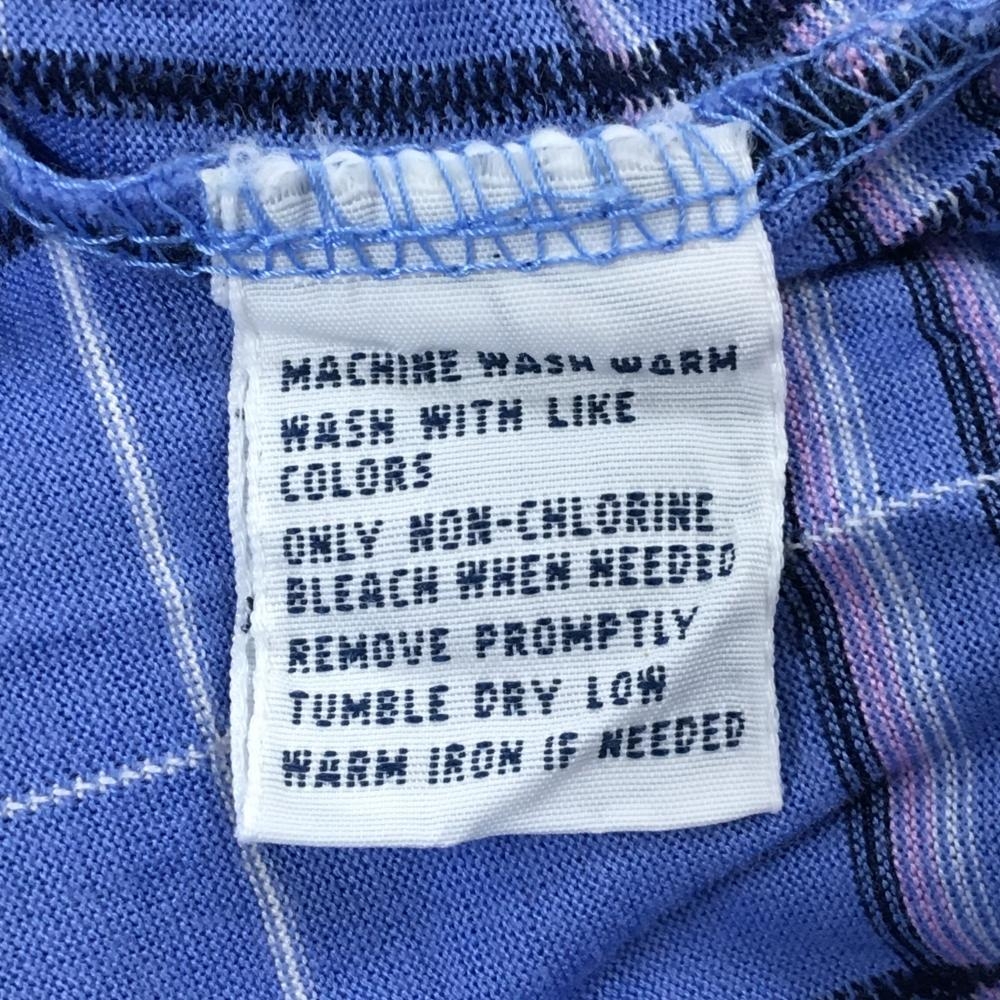 MACHINE WASH WARM
WASH WITH LIKE
COLORS
ONLY NON-CHLORINE
BLEACH WHEN NEEDED
REMOVE PROMPTLY
TUMBLE DRY LOW
WARM IRON IF NEEDED